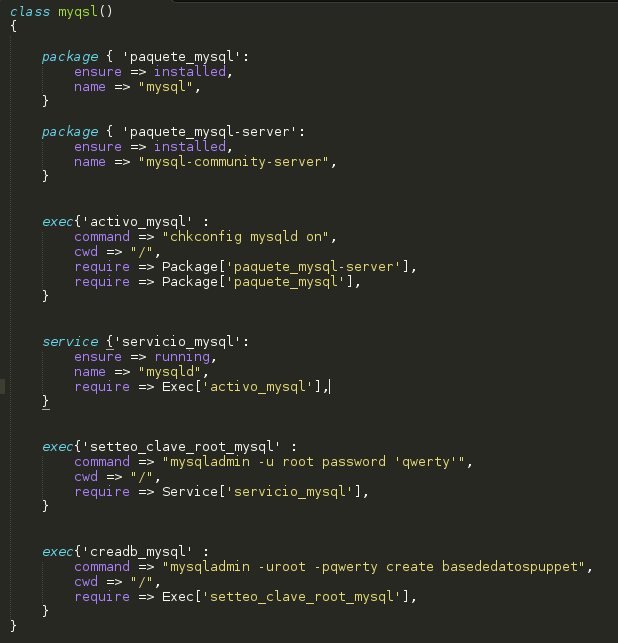 class myqsl()
{
package { 'paquete_mysql':
ensure => installed,
name => "mysql",
}
package { 'paquete_mysql-server':
ensure => installed,
name => "mysql-community-server",
}
exec{'activo_mysql' :
command => "chkconfig mysqld on",
cwd => "/",
require => Package['paquete_mysql-server'],
require => Package['paquete_mysql'],
}
service {'servicio_mysql':
ensure => running,
name => "mysqld",
require => Exec['activo_mysql'],
}
exec{'setteo_clave_root_mysql' :
command => "mysqladmin -u root password 'qwerty'",
cwd => "/",
require => Service['servicio_mysql'],
}
exec{'creadb_mysql' :
command => "mysqladmin -uroot -pqwerty create basededatospuppet",
cwd => "/",
require => Exec['setteo_clave_root_mysql'],
}
}